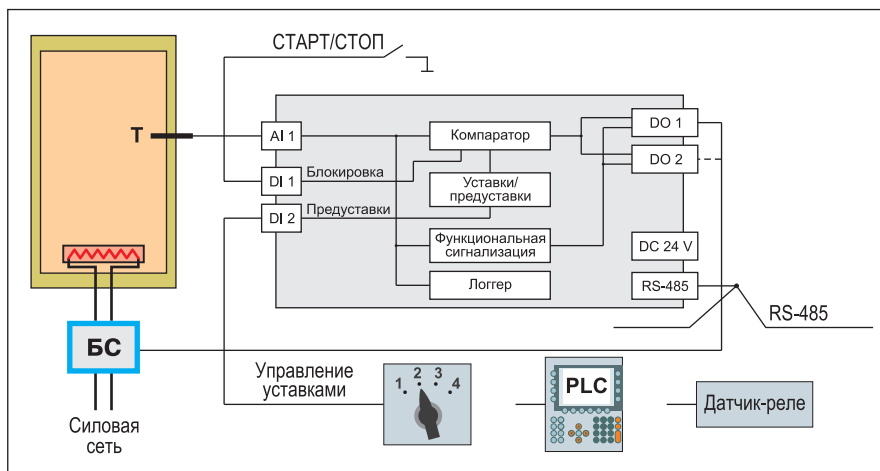 СТАРТ/СТОП
T
AI 1
Компаратор
DO 1
DO 2
DI 1
Блокировка
Уставки/
предуставки
DI 2
Предуставки
Функциональная
сигнализация
DC 24 V
Логгер
RS-485
RS-485
БС
Управление
уставками
1 2 3 4
PLC
Датчик-реле
Силовая
сеть